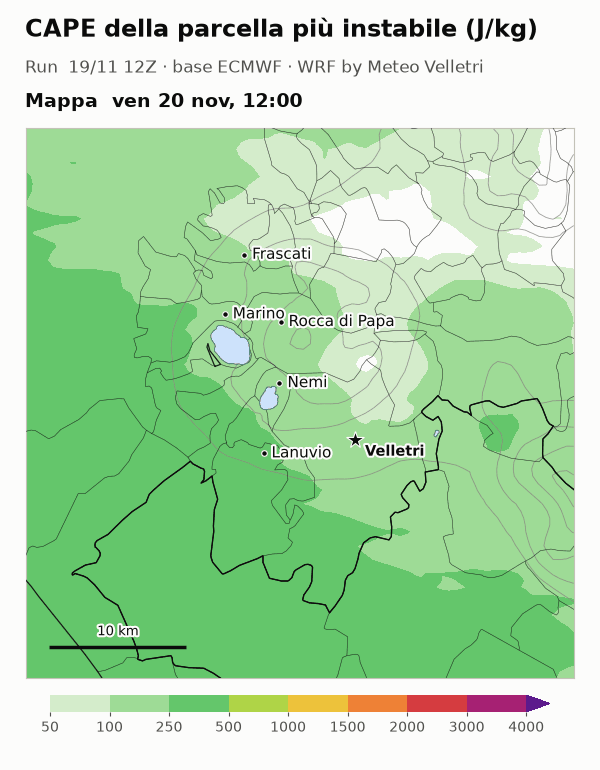 CAPE della parcella più instabile (J/kg)
Run  19/11 12Z · base ECMWF · WRF by Meteo Velletri
Mappa  ven 20 nov, 12:00
Frascati
Marino
Rocca di Papa
Nemi
Velletri
Lanuvio
10 km
50 100 250 500 1000 1500 2000 3000 4000